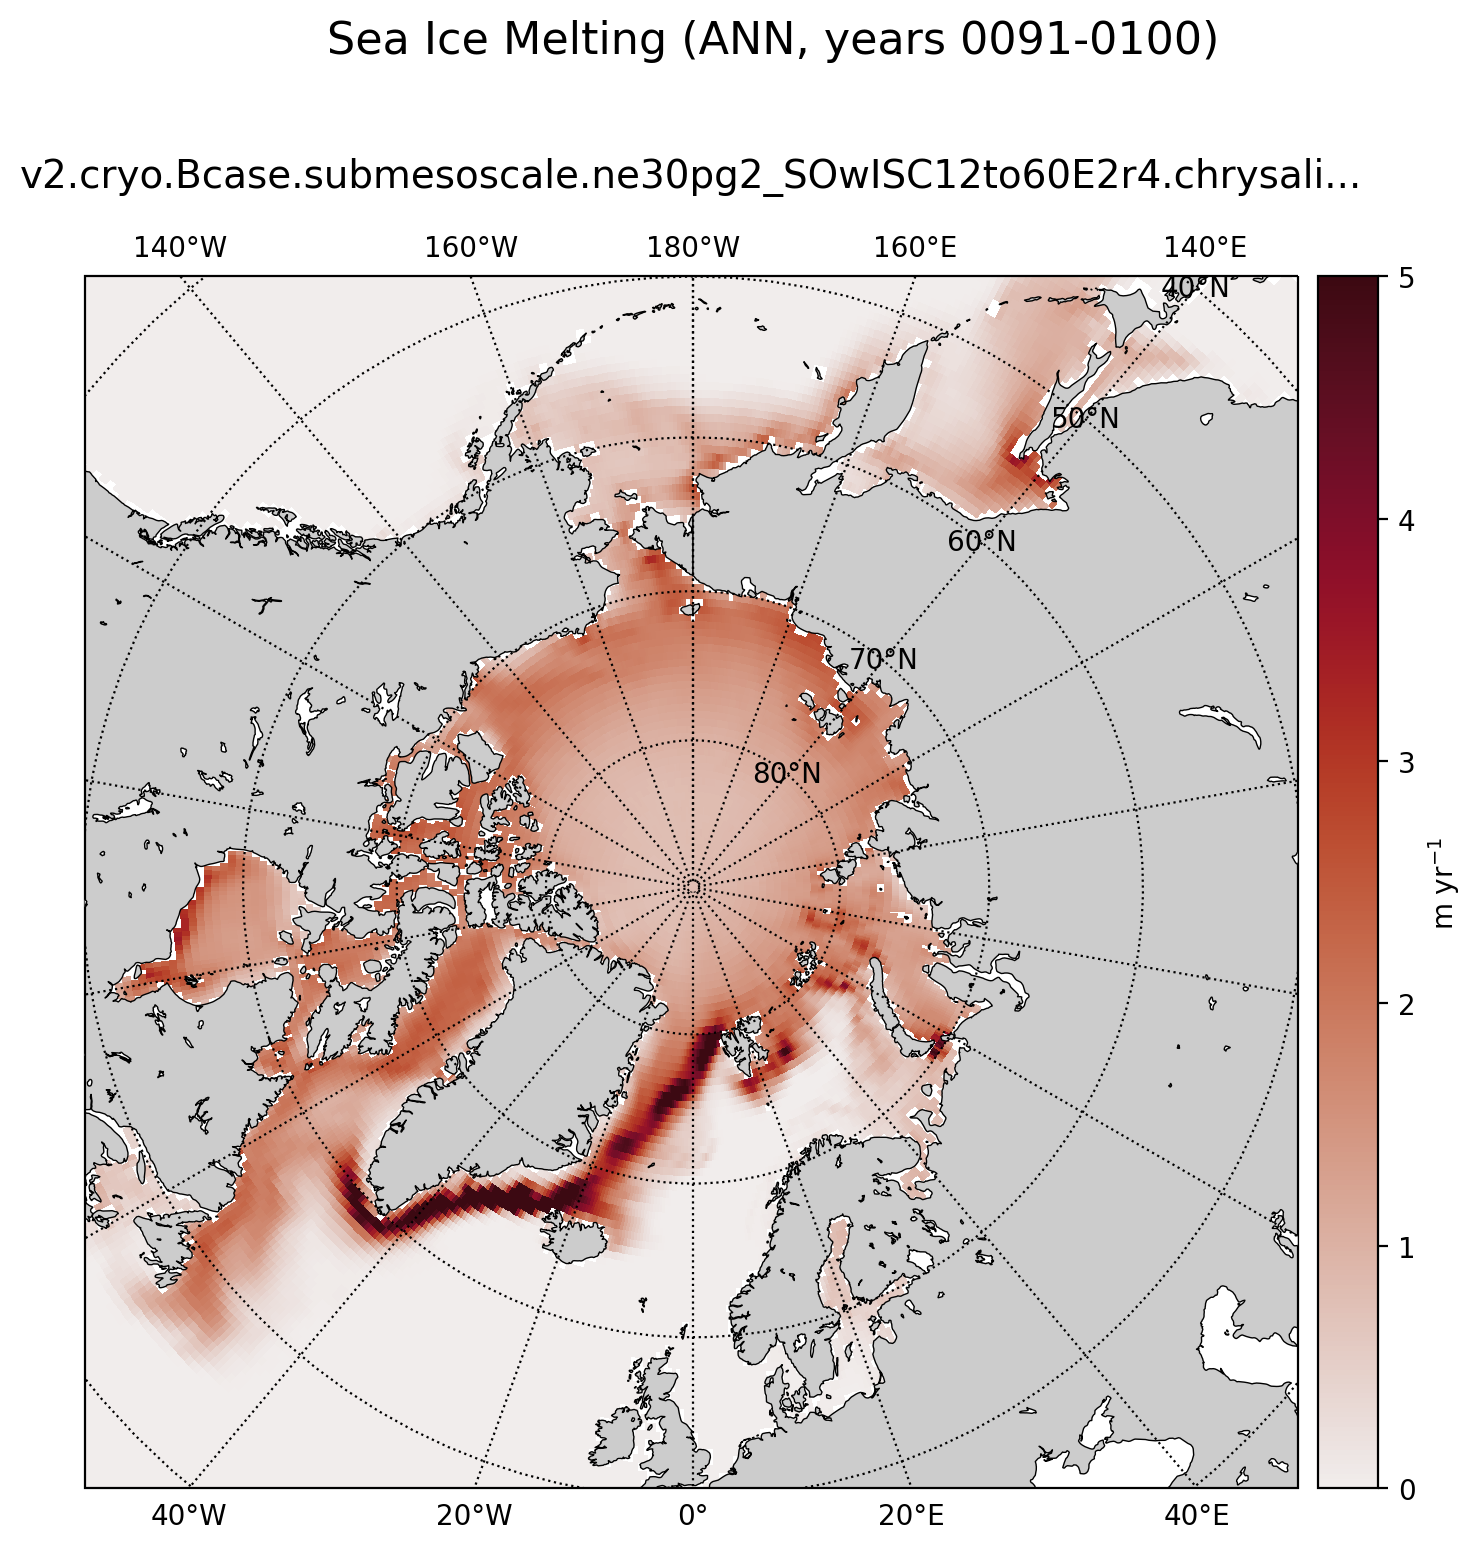 Sea Ice Melting (ANN, years 0091-0100)
v2.cryo.Bcase.submesoscale.ne30pg2_SOwISC12to60E2r4.chrysali...
140°W 160°W 180°W 160°E 140°E
40°N
50°N
60°N
70°N
80°N
40°W 20°W 0° 20°E 40°E
5
4
3
2
1
0
m yr⁻¹